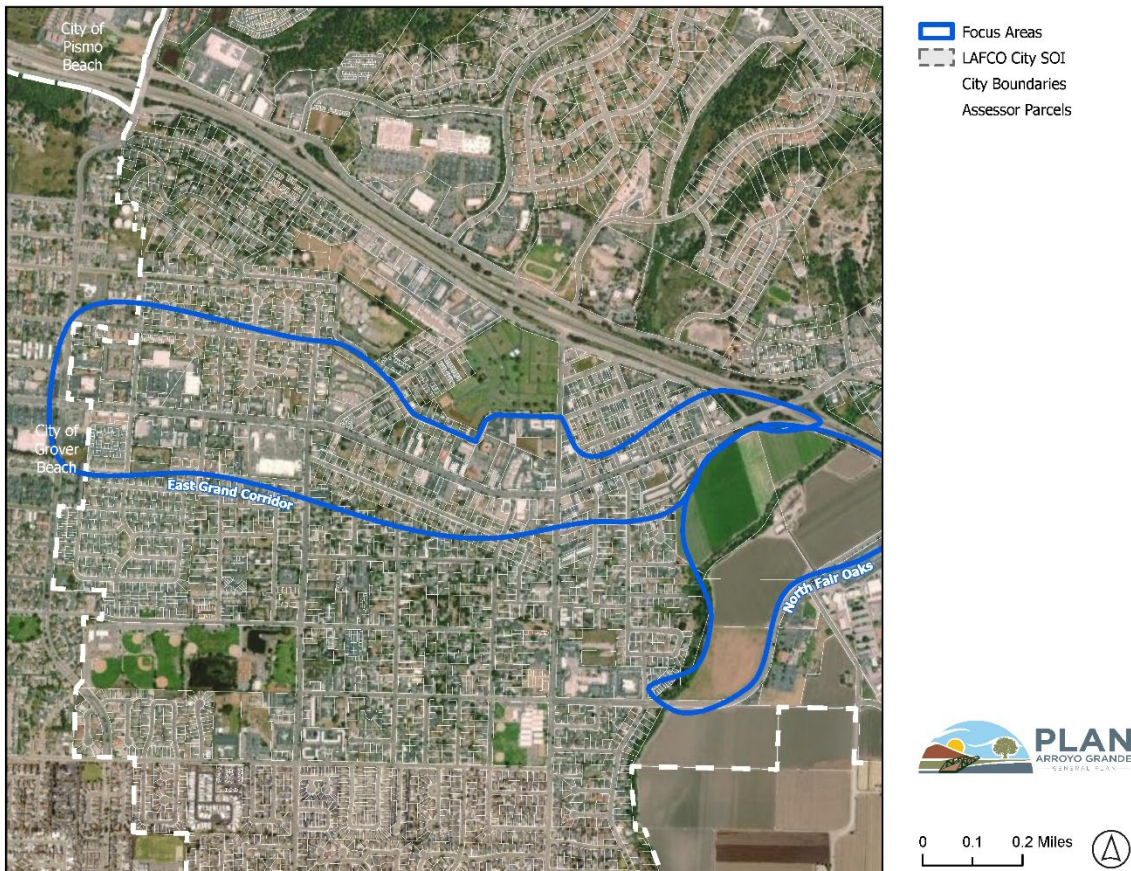 City of
Pismo
Beach
City of
Grover
Beach
East Grand Corridor
North Fair Oaks
Focus Areas
LAFCO City SOI
City Boundaries
Assessor Parcels
PLAN
ARROYO GRANDE
GENERAL PLAN
0 0.1 0.2 Miles